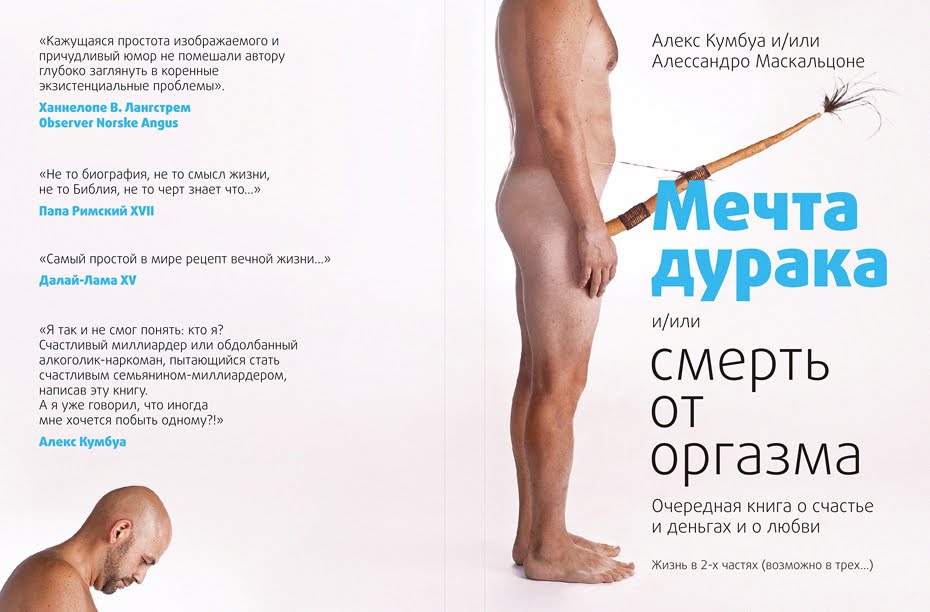 «Кажущаяся простота изображаемого и
причудливый юмор не помешали автору
глубоко заглянуть в коренные
экзистенциальные проблемы».
Ханнелопе В. Лангстрем
Observer Norske Angus
«Не то биография, не то смысл жизни,
не то Библия, не то черт знает что...»
Папа Римский XVII
«Самый простой в мире рецепт вечной жизни...»
Далай-Лама XV
«Я так и не смог понять: кто я?
Счастливый миллиардер или обдолбанный
алкоголик-наркоман, пытающийся стать
счастливым семьянином-миллиардером,
написав эту книгу.
А я уже говорил, что иногда
мне хочется побыть одному?!»
Алекс Кумбуа
Алекс Кумбуа и/или
Алессандро Маскальцоне
Мечта
дурака
и/или
смерть
от
оргазма
Очередная книга о счастье
и деньгах и о любви
Жизнь в 2-х частях (возможно в трех...)